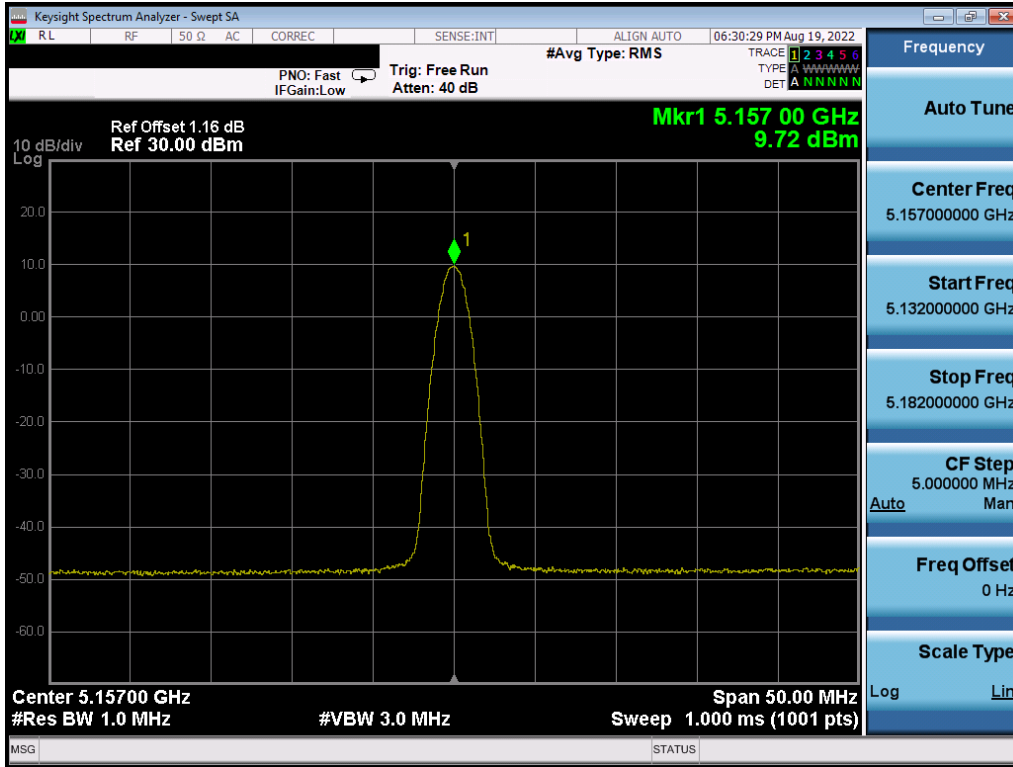 Keysight Spectrum Analyzer - Swept SA
LXI RL RF 50 Ω AC CORREC SENSE:INT ALIGN AUTO 06:30:29 PM Aug 19, 2022
Frequency
#Avg Type: RMS
TRACE 1 2 3 4 5 6
PNO: Fast Trig: Free Run
TYPE A WWWWW
IFGain:Low Atten: 40 dB
DET A N N N N N
Auto Tune
Mkr1 5.157 00 GHz
Ref Offset 1.16 dB
9.72 dBm
10 dB/div Ref 30.00 dBm
Log
Center Freq
5.157000000 GHz
20.0
1
10.0
Start Freq
5.132000000 GHz
0.00
-10.0
Stop Freq
5.182000000 GHz
-20.0
CF Step
5.000000 MHz
Auto Man
-30.0
-40.0
Freq Offset
0 Hz
-50.0
-60.0
Scale Type
Log Lin
Center 5.15700 GHz Span 50.00 MHz
#Res BW 1.0 MHz #VBW 3.0 MHz Sweep 1.000 ms (1001 pts)
MSG STATUS